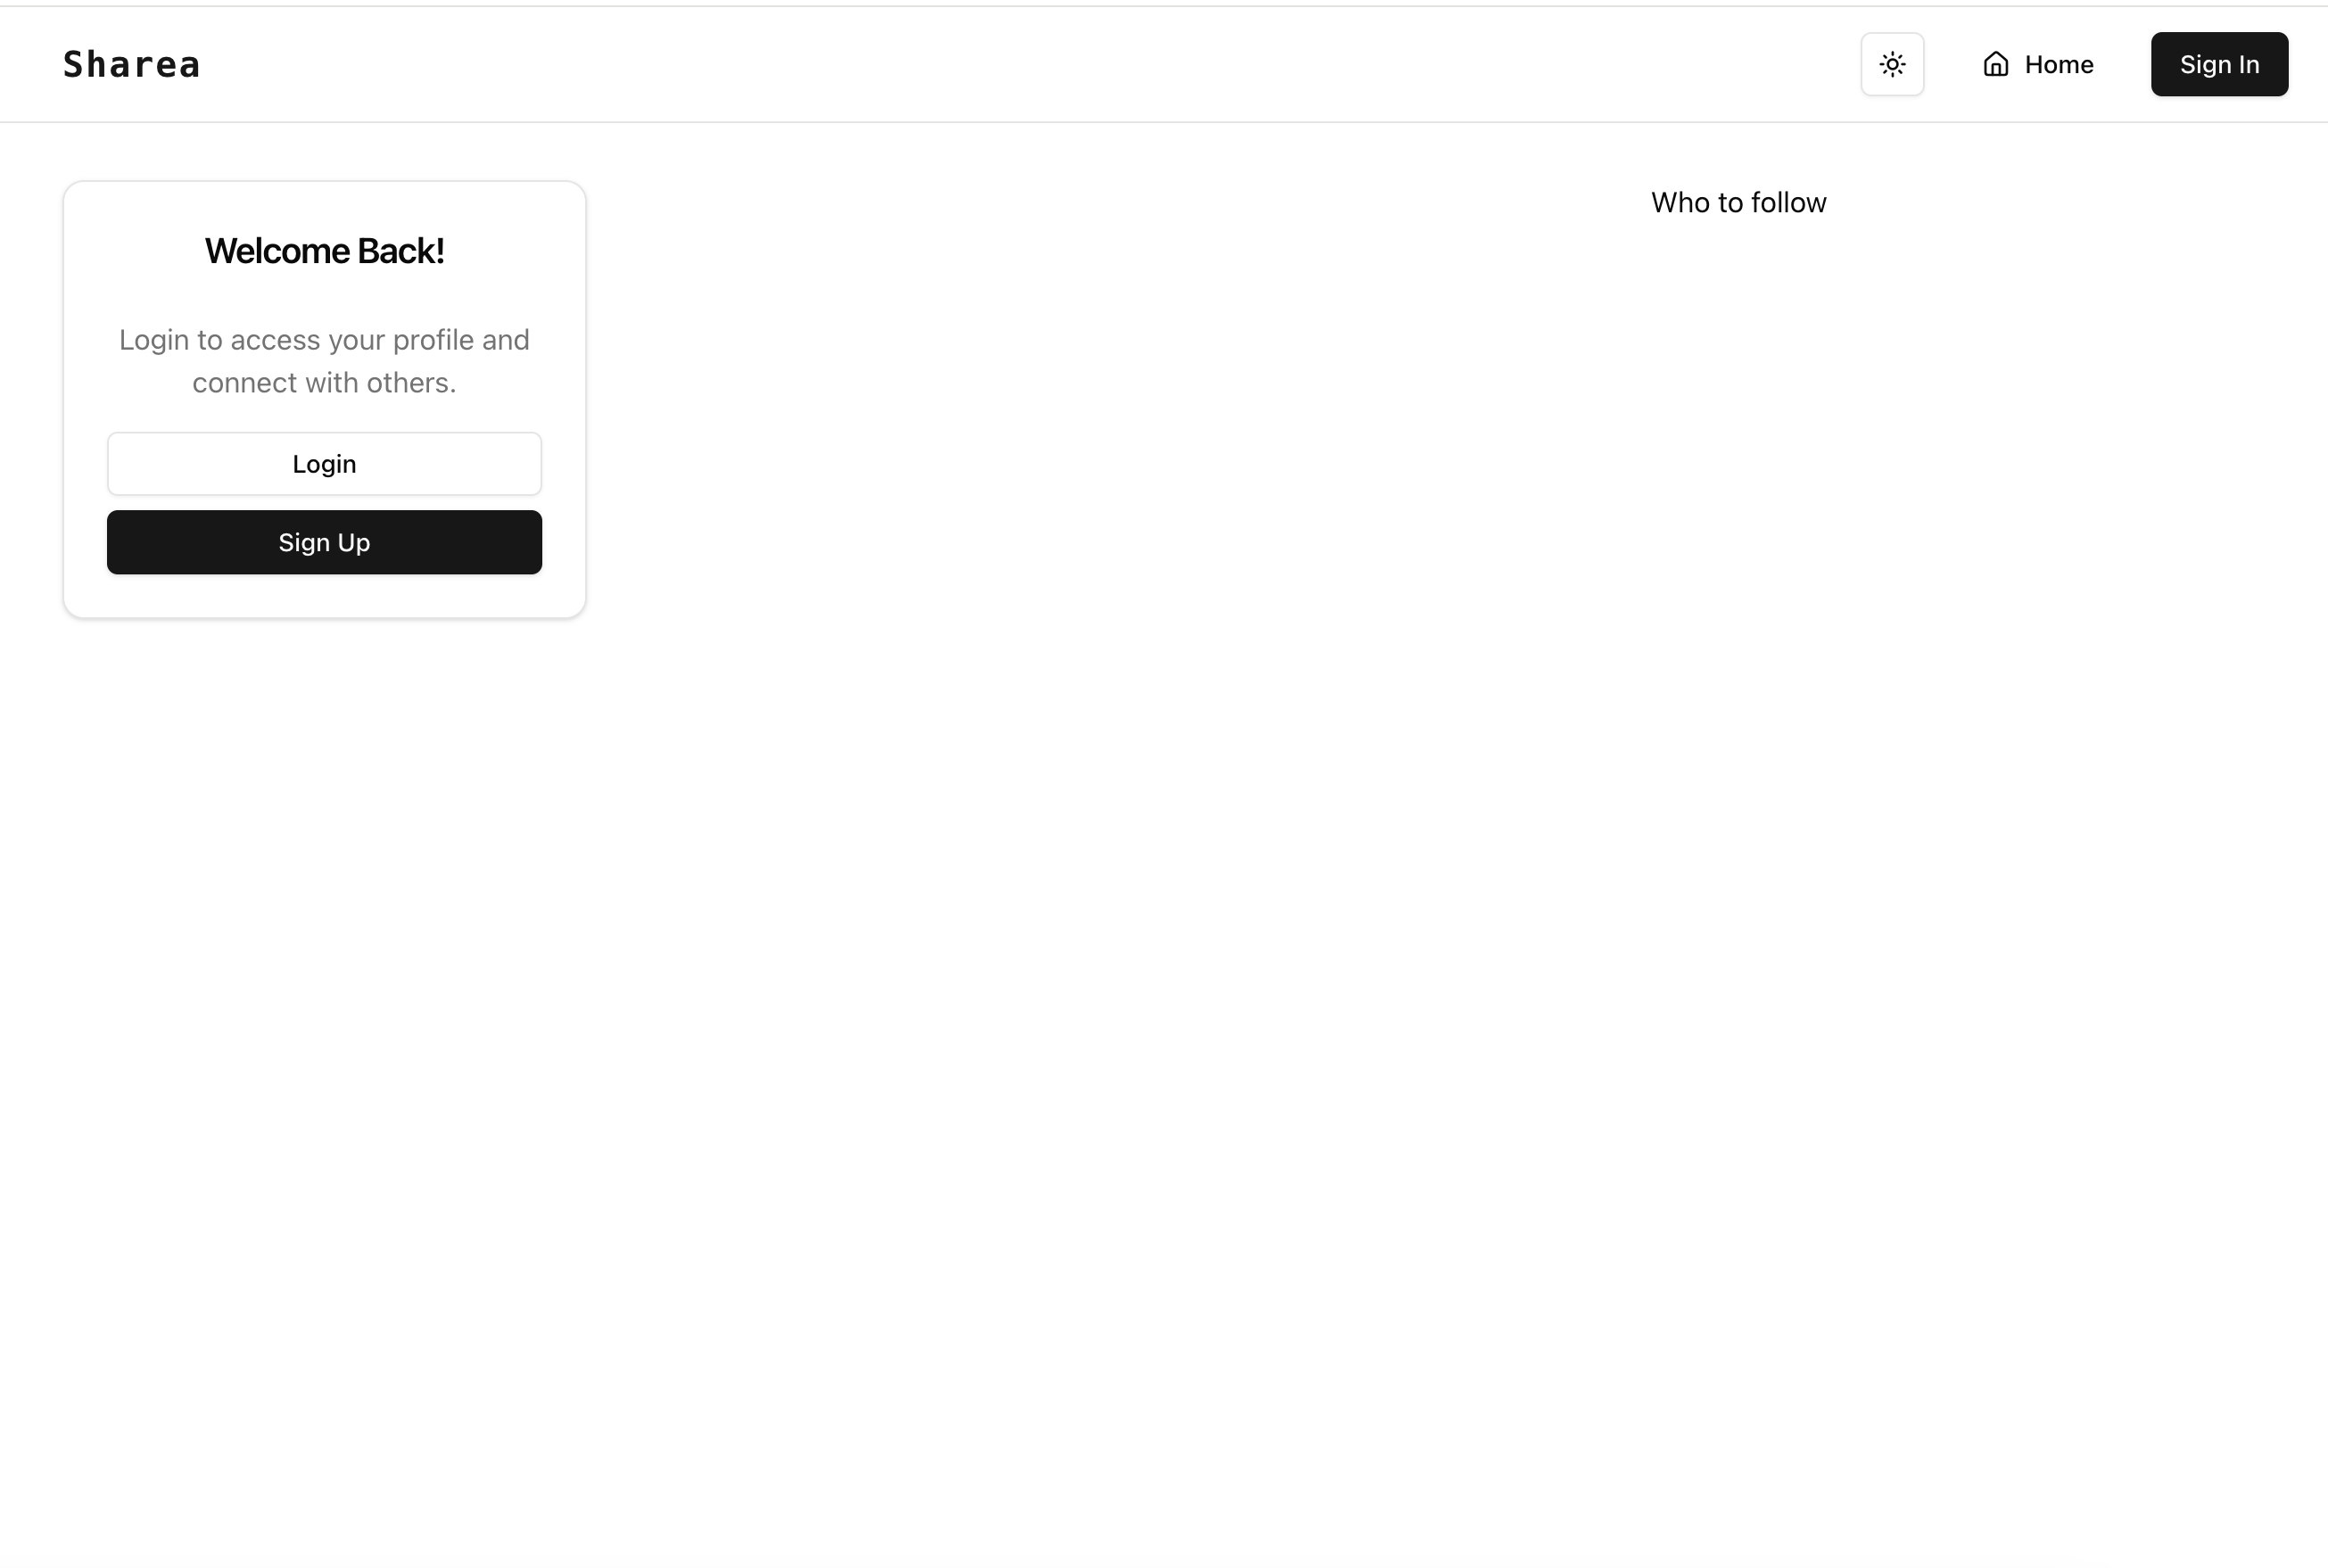 Sharea
Home
Sign In
Welcome Back!
Login to access your profile and
connect with others.
Login
Sign Up
Who to follow